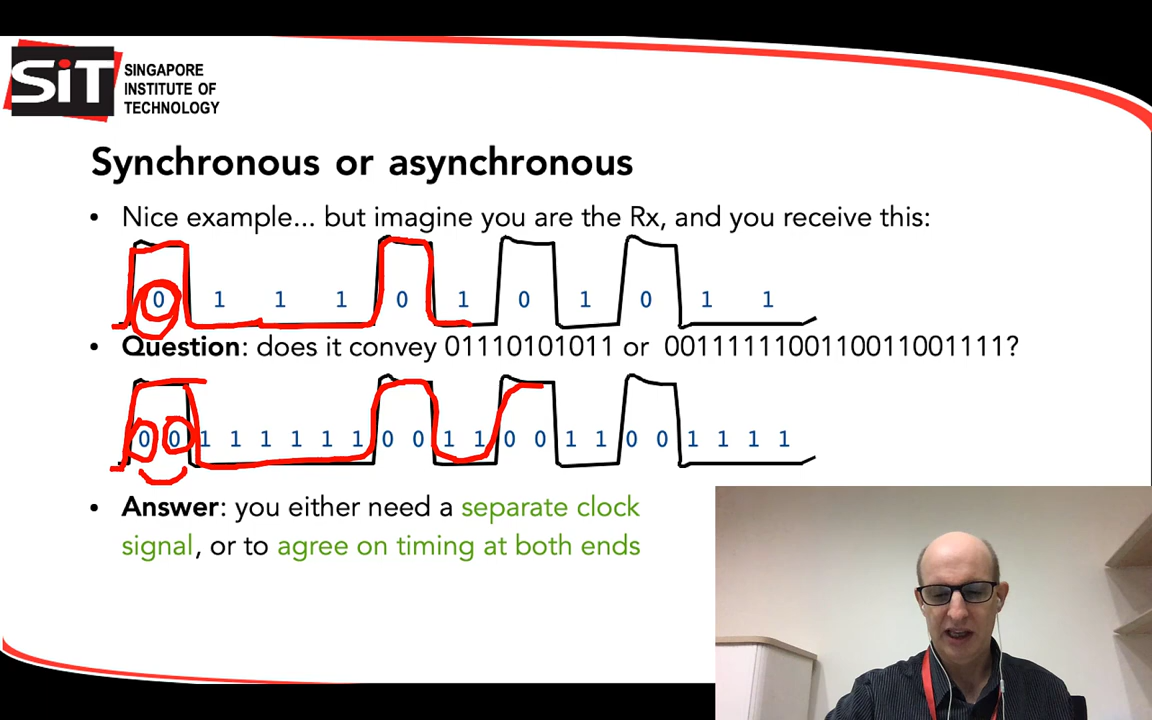 SiT
SINGAPORE
INSTITUTE OF
TECHNOLOGY
Synchronous or asynchronous
• Nice example... but imagine you are the Rx, and you receive this:
0 1 1 1 0 1 0 1 0 1 1
• Question: does it convey 01110101011 or 0011111100110011001111?
0 0 1 1 1 1 1 1 0 0 1 1 0 0 1 1 0 0 1 1 1 1
• Answer: you either need a separate clock
signal, or to agree on timing at both ends